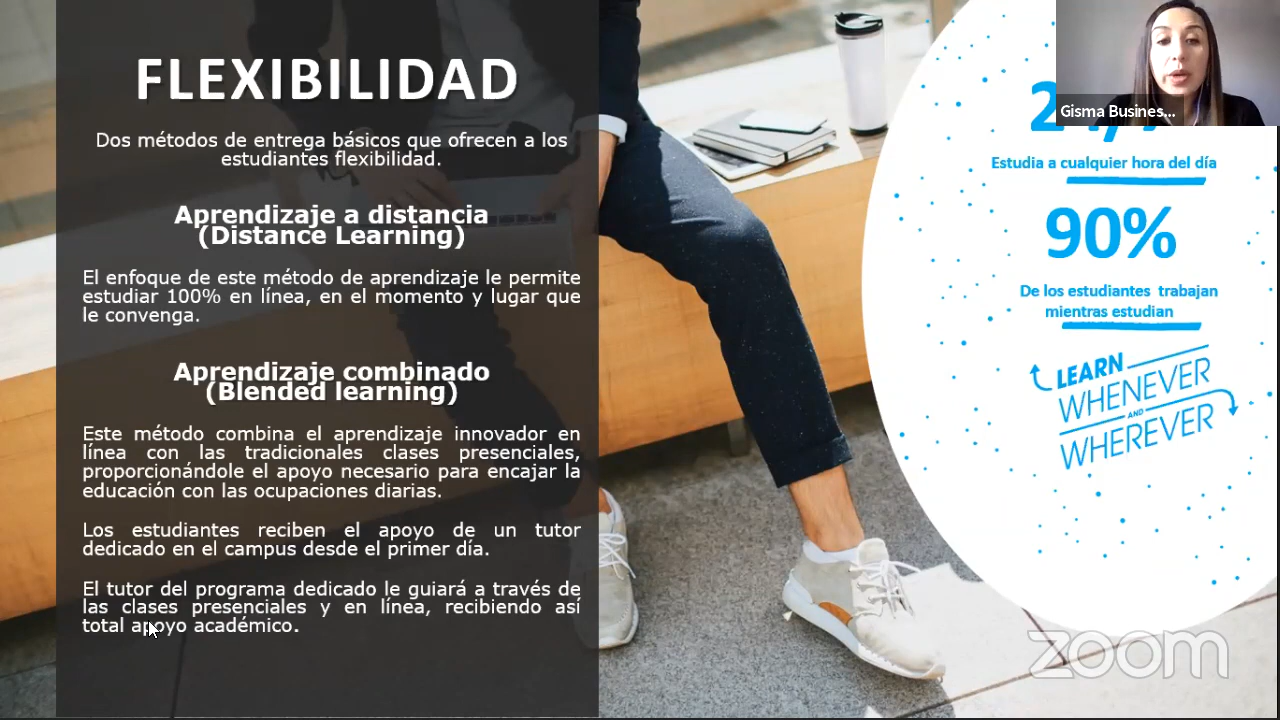 FLEXIBILIDAD
Dos métodos de entrega básicos que ofrecen a los
estudiantes flexibilidad.
Aprendizaje a distancia
(Distance Learning)
El enfoque de este método de aprendizaje le permite
estudiar 100% en línea, en el momento y lugar que
le convenga.
Aprendizaje combinado
(Blended learning)
Este método combina el aprendizaje innovador en
línea con las tradicionales clases presenciales,
proporcionándole el apoyo necesario para encajar la
educación con las ocupaciones diarias.
Los estudiantes reciben el apoyo de un tutor
dedicado en el campus desde el primer día.
El tutor del programa dedicado le guiará a través de
las clases presenciales y en línea, recibiendo así
total apoyo académico.
Gisma Busines...
Estudia a cualquier hora del día
90%
De los estudiantes trabajan
mientras estudian
LEARN
WHENEVER
AND
WHEREVER
zoom